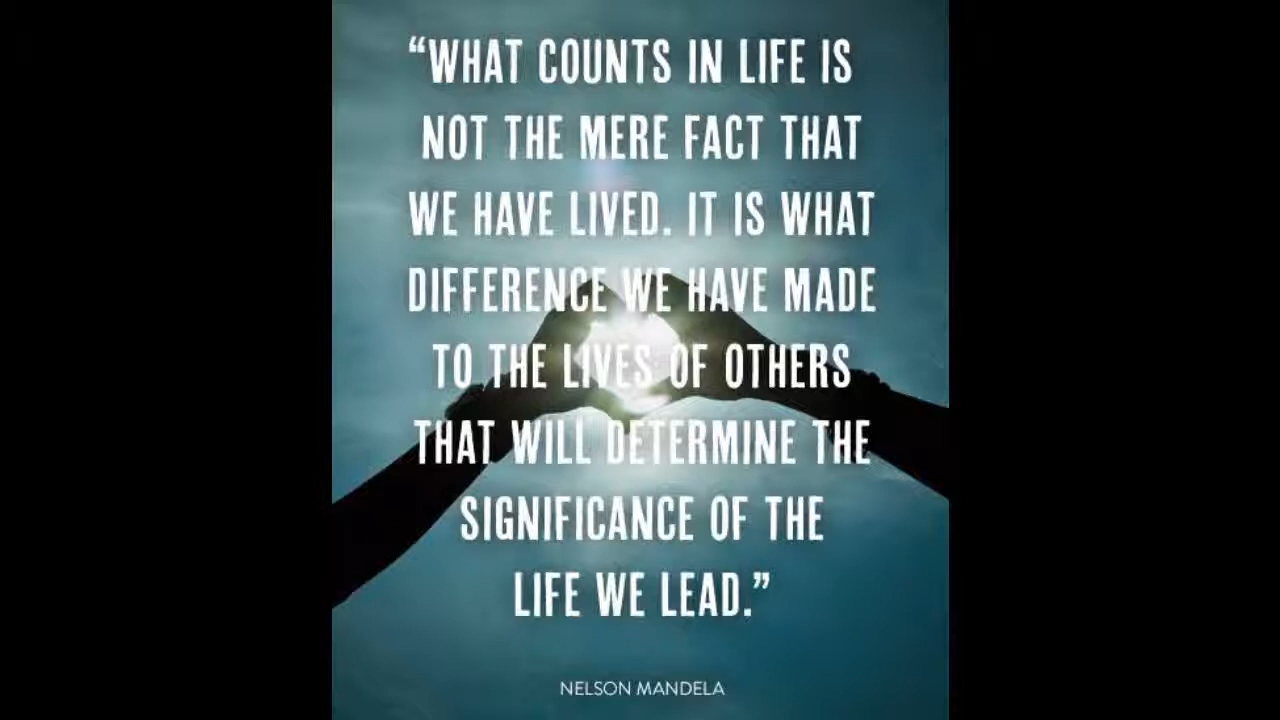 “WHAT COUNTS IN LIFE IS
NOT THE MERE FACT THAT
WE HAVE LIVED. IT IS WHAT
DIFFERENCE WE HAVE MADE
TO THE LIVES OF OTHERS
THAT WILL DETERMINE THE
SIGNIFICANCE OF THE
LIFE WE LEAD.”
NELSON MANDELA